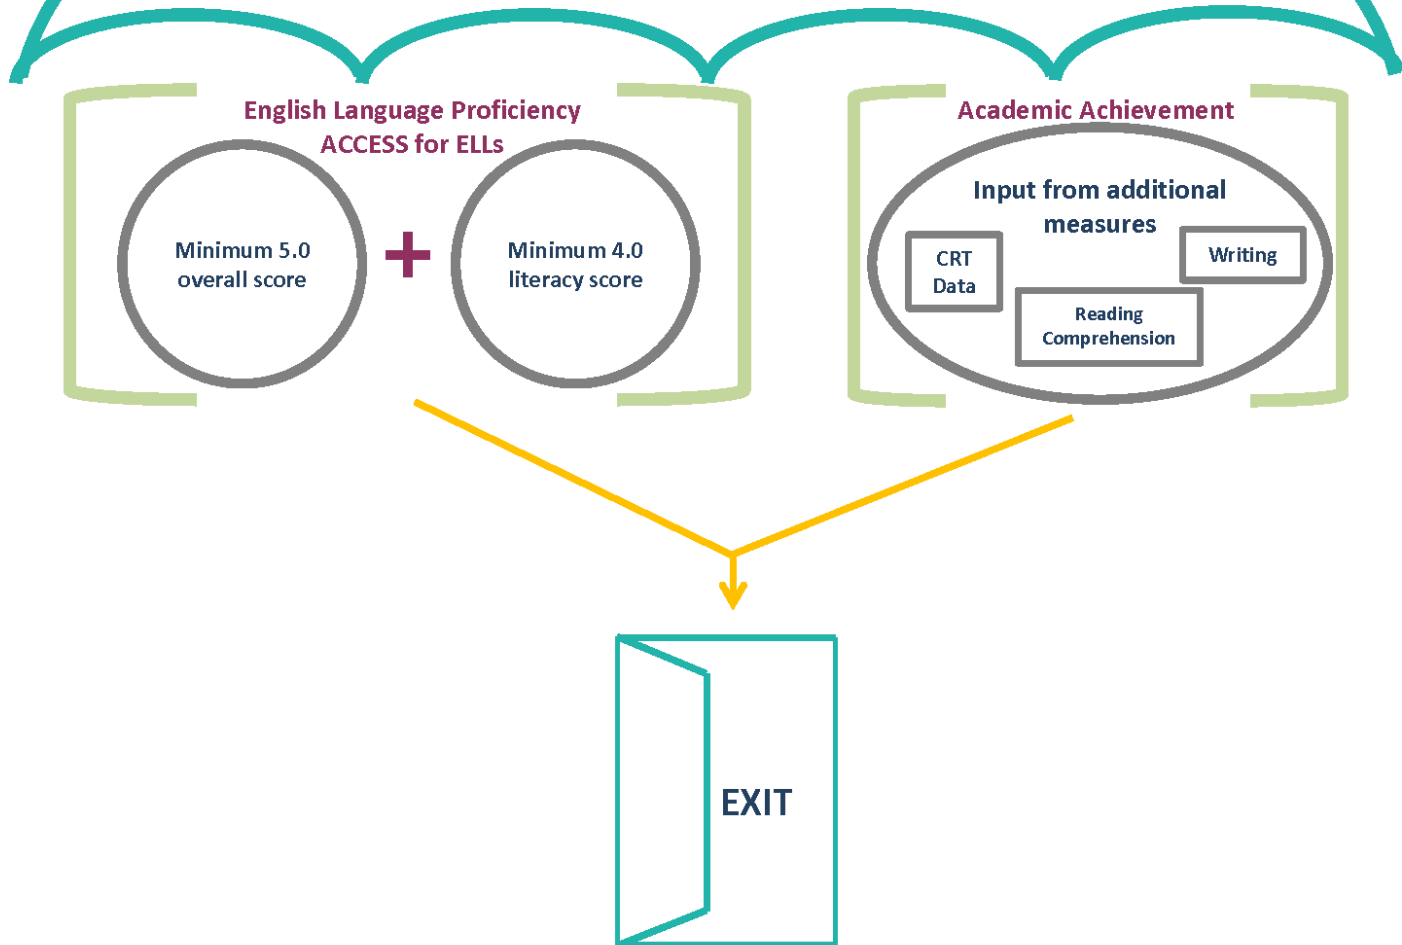 English Language Proficiency
ACCESS for ELLs
Minimum 5.0
overall score
+
Minimum 4.0
literacy score
Academic Achievement
Input from additional
measures
CRT
Data
Reading
Comprehension
Writing
EXIT